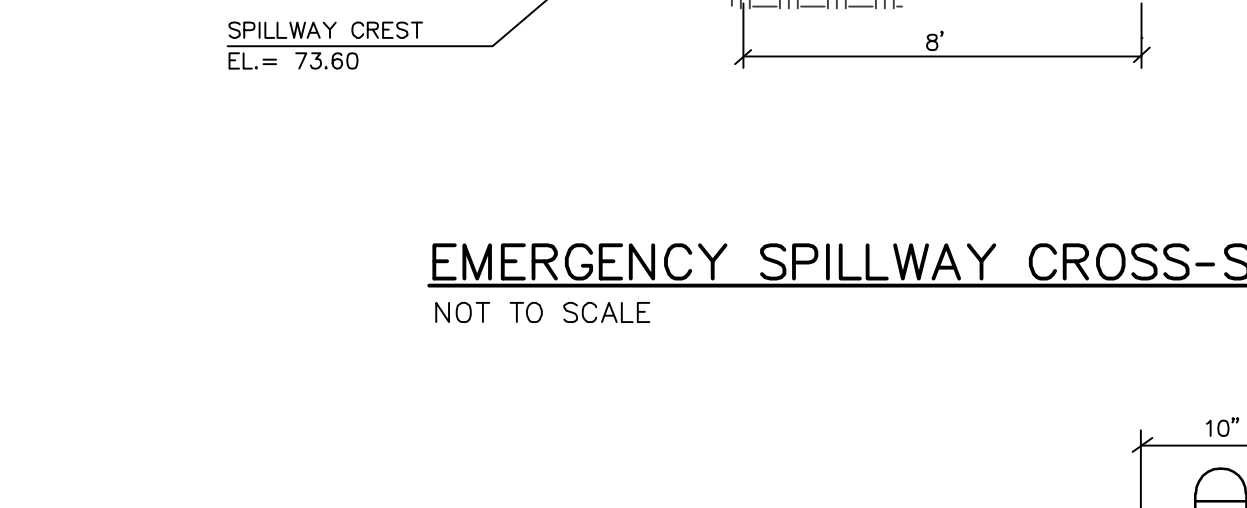 SPILLWAY CREST
EL.= 73.60
8'
EMERGENCY SPILLWAY CROSS-S
NOT TO SCALE
10"